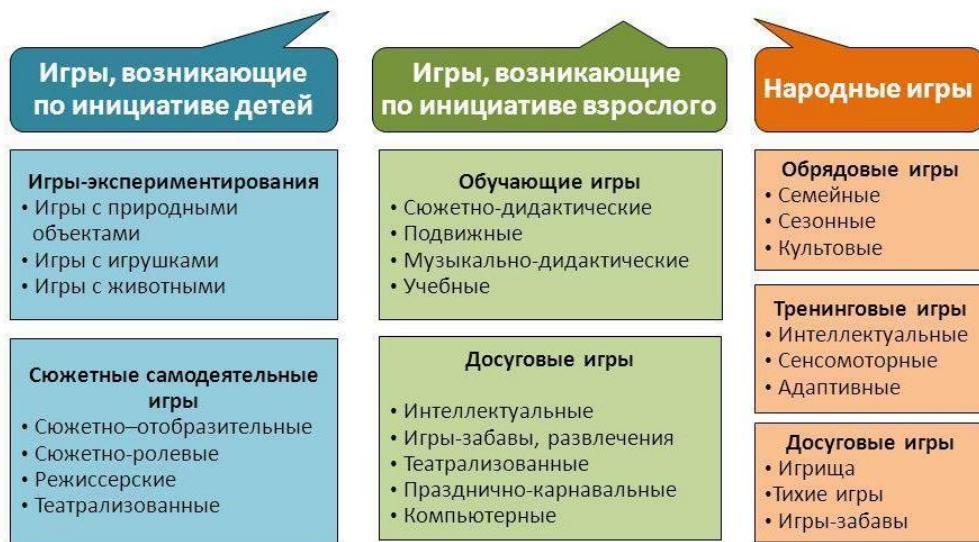 Игры, возникающие
по инициативе детей
Игры-экспериментирования
• Игры с природными
объектами
• Игры с игрушками
• Игры с животными
Сюжетные самодеятельные
игры
• Сюжетно–отобразительные
• Сюжетно-ролевые
• Режиссерские
• Театрализованные
Игры, возникающие
по инициативе взрослого
Обучающие игры
• Сюжетно-дидактические
• Подвижные
• Музыкально-дидактические
• Учебные
Досуговые игры
• Интеллектуальные
• Игры-забавы, развлечения
• Театрализованные
• Празднично-карнавальные
• Компьютерные
Народные игры
Обрядовые игры
• Семейные
• Сезонные
• Культовые
Тренинговые игры
• Интеллектуальные
• Сенсомоторные
• Адаптивные
Досуговые игры
• Игрища
•Тихие игры
• Игры-забавы